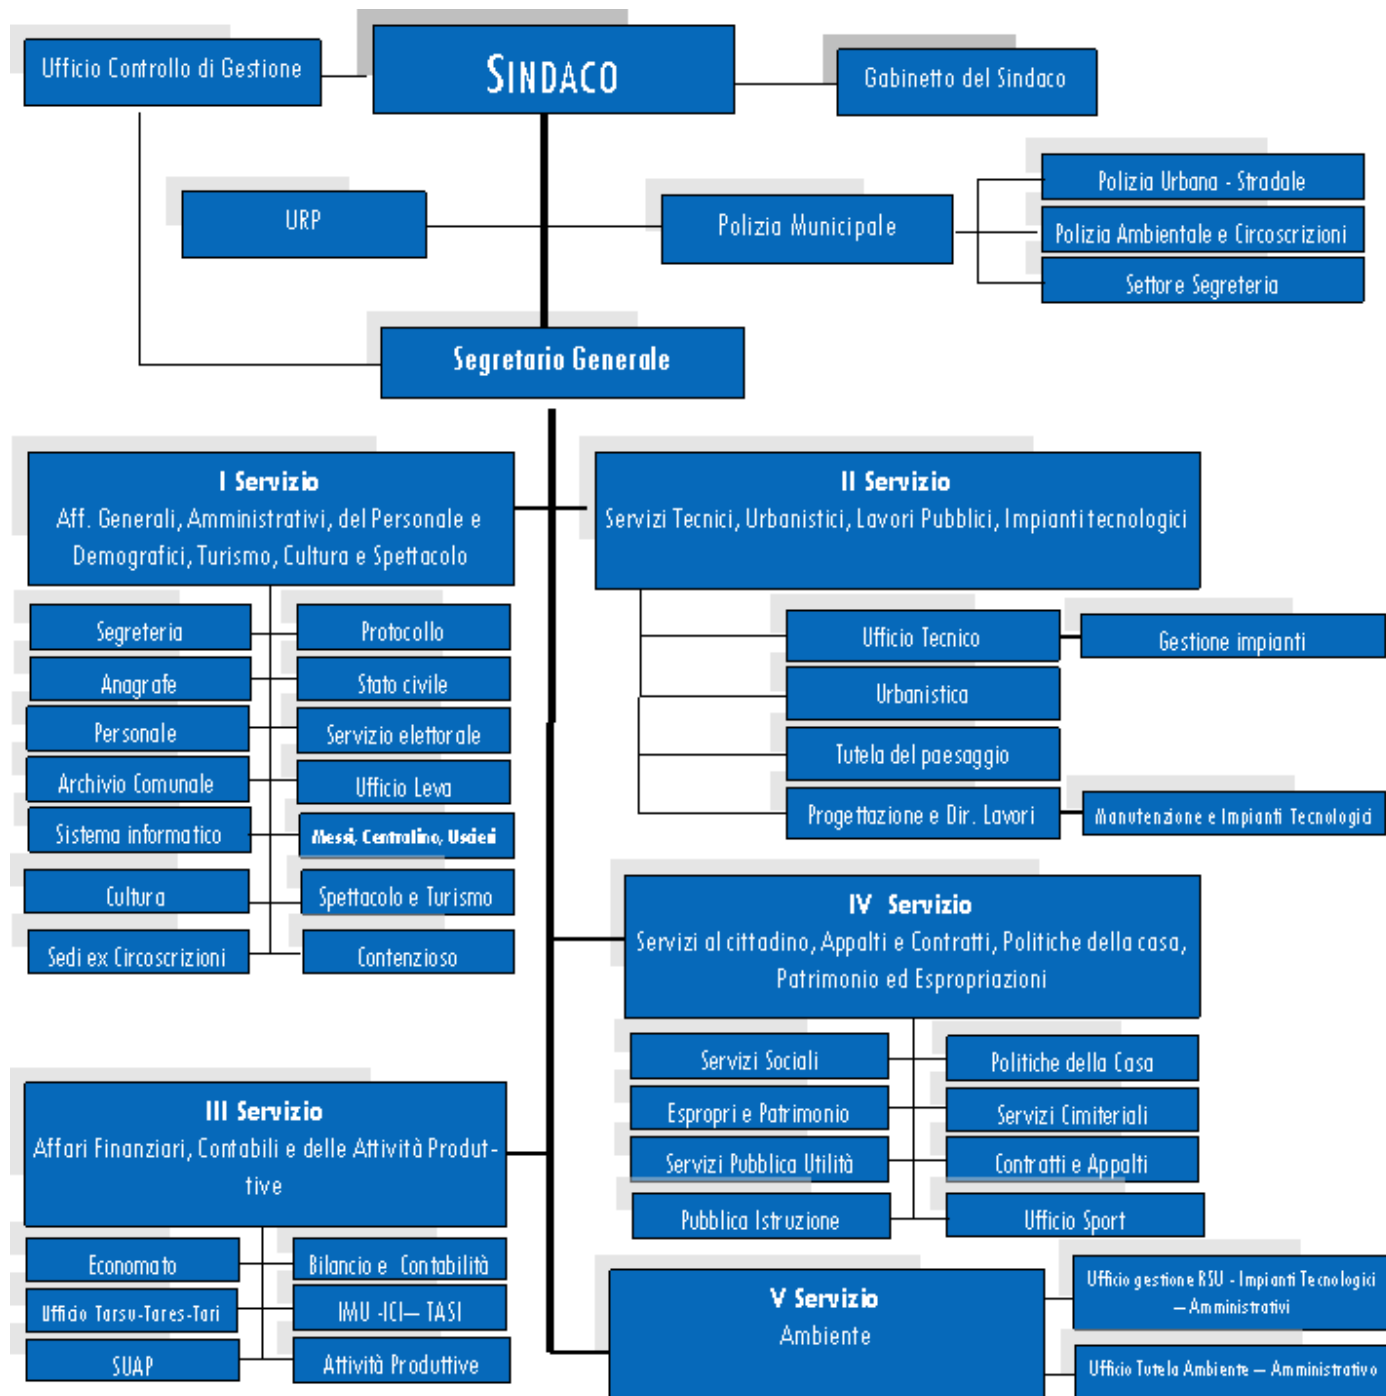 Ufficio Controllo di Gestione
SINDACO
Gabinetto del Sindaco
URP
Polizia Municipale
Polizia Urbana - Stradale
Polizia Ambientale e Circoscrizioni
Settore Segreteria
Segretario Generale
I Servizio
Aff. Generali, Amministrativi, del Personale e
Demografici, Turismo, Cultura e Spettacolo
Segreteria
Protocollo
Anagrafe
Stato civile
Personale
Servizio elettorale
Archivio Comunale
Ufficio Leva
Sistema informatico
Messi, Centralino, Uscieri
Cultura
Spettacolo e Turismo
Sedi ex Circoscrizioni
Contenzioso
II Servizio
Servizi Tecnici, Urbanistici, Lavori Pubblici, Impianti tecnologici
Ufficio Tecnico
Gestione impianti
Urbanistica
Tutela del paesaggio
Progettazione e Dir. Lavori
Manutenzione e Impianti Tecnologici
III Servizio
Affari Finanziari, Contabili e delle Attività Produt-
tive
Economato
Bilancio e Contabilità
Ufficio Tarsu-Tares-Tari
IMU -ICI— TASI
SUAP
Attività Produttive
IV Servizio
Servizi al cittadino, Appalti e Contratti, Politiche della casa,
Patrimonio ed Espropriazioni
Servizi Sociali
Politiche della Casa
Espropri e Patrimonio
Servizi Cimiteriali
Servizi Pubblica Utilità
Contratti e Appalti
Pubblica Istruzione
Ufficio Sport
V Servizio
Ambiente
Ufficio gestione RSU - Impianti Tecnologici
— Amministrativi
Ufficio Tutela Ambiente — Amministrativo